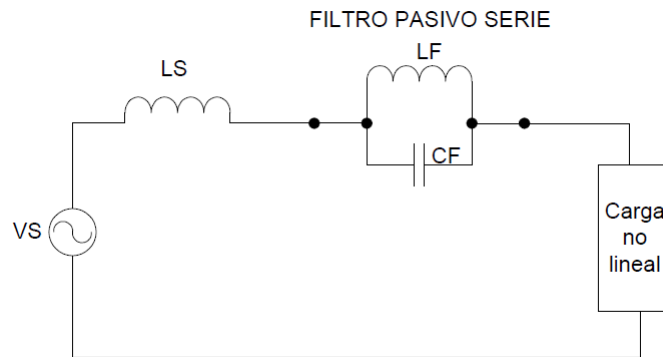 FILTRO PASIVO SERIE
LS
LF
CF
VS
Carga
no
lineal